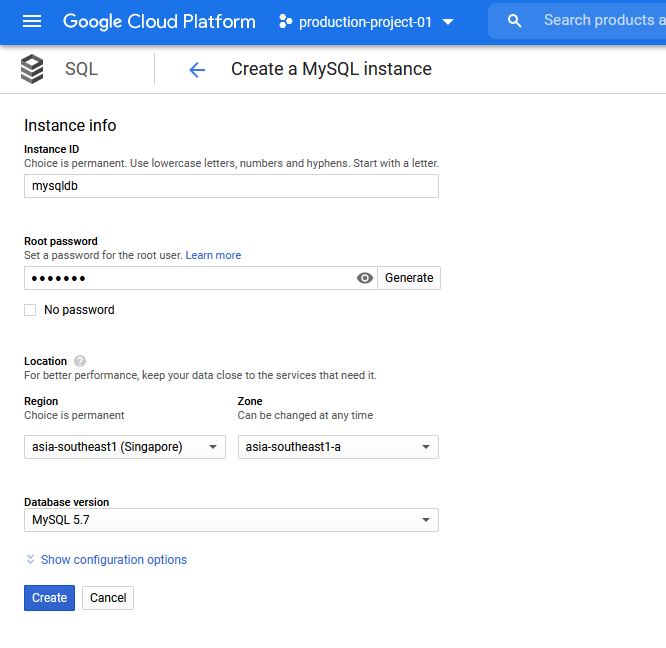 Google Cloud Platform production-project-01 Search products a
SQL Create a MySQL instance
Instance info
Instance ID
Choice is permanent. Use lowercase letters, numbers and hyphens. Start with a letter.
mysqldb
Root password
Set a password for the root user. Learn more
••••••• Generate
No password
Location ?
For better performance, keep your data close to the services that need it.
Region Zone
Choice is permanent Can be changed at any time
asia-southeast1 (Singapore) asia-southeast1-a
Database version
MySQL 5.7
Show configuration options
Create Cancel